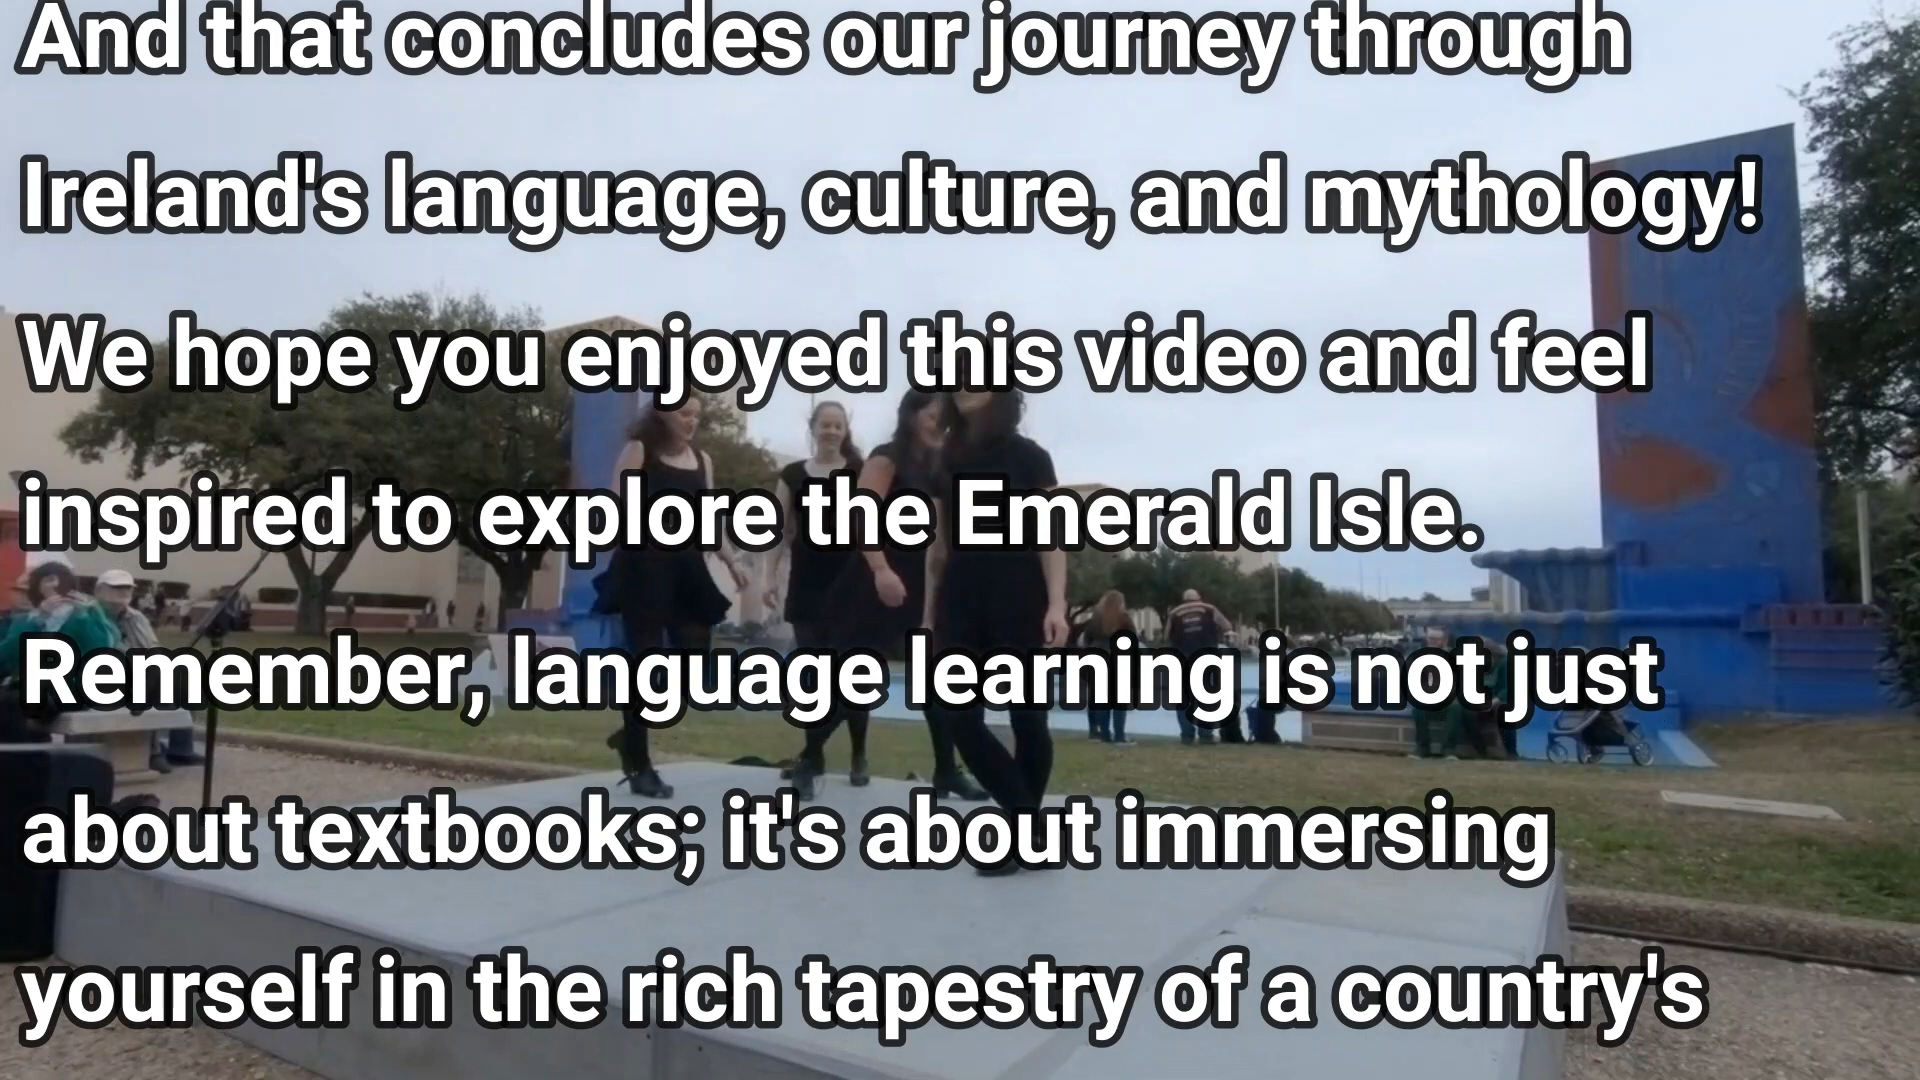 And that concludes our journey through
Ireland's language, culture, and mythology!
We hope you enjoyed this video and feel
inspired to explore the Emerald Isle.
Remember, language learning is not just
about textbooks; it's about immersing
yourself in the rich tapestry of a country's